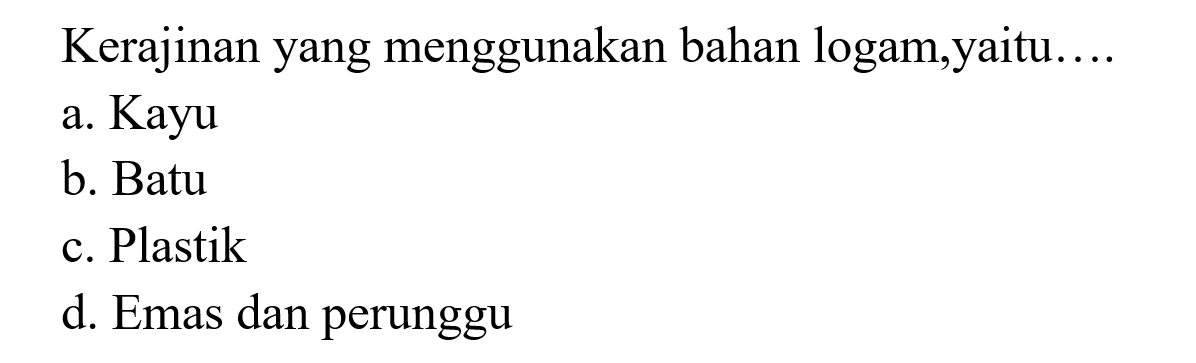 Kerajinan yang menggunakan bahan logam,yaitu….
a. Kayu
b. Batu
c. Plastik
d. Emas dan perunggu